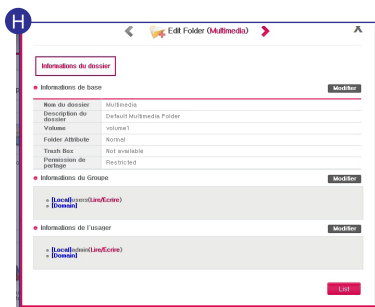 H
Edit Folder (Multimedia)
X
Informations du dossier
Informations de base
Modifier
Nom du dossier Multimedia
Description du dossier Default Multimedia Folder
Volume volume1
Folder Attribute Normal
Trash Box Not available
Permission de partage Restricted
Informations du Groupe
Modifier
[Local]users(Lire/Ecrire)
[Domain]
Informations de l'usager
Modifier
[Local]admin(Lire/Ecrire)
[Domain]
List